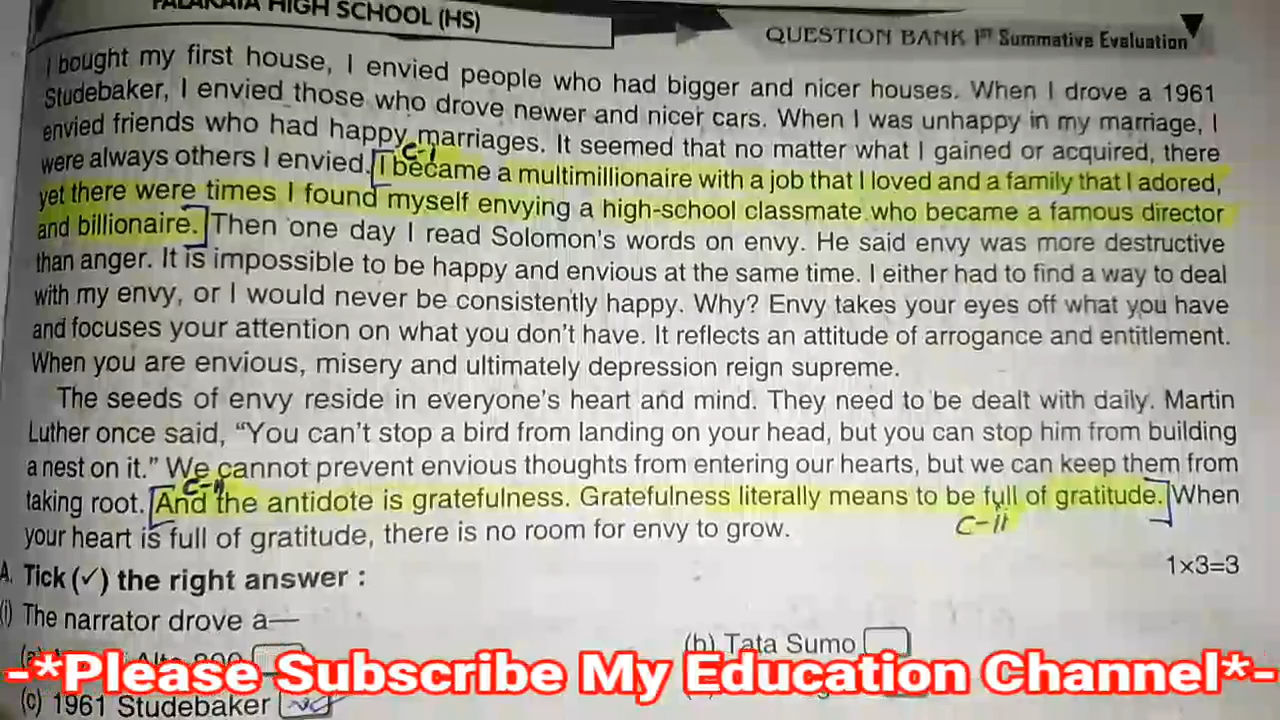 FALAKATA HIGH SCHOOL (HS)
QUESTION BANK 1ST Summative Evaluation
I bought my first house, I envied people who had bigger and nicer houses. When I drove a 1961
Studebaker, I envied those who drove newer and nicer cars. When I was unhappy in my marriage, I
envied friends who had happy marriages. It seemed that no matter what I gained or acquired, there
C-i
were always others I envied. I became a multimillionaire with a job that I loved and a family that I adored,
yet there were times I found myself envying a high-school classmate who became a famous director
and billionaire. Then one day I read Solomon's words on envy. He said envy was more destructive
than anger. It is impossible to be happy and envious at the same time. I either had to find a way to deal
with my envy, or I would never be consistently happy. Why? Envy takes your eyes off what you have
and focuses your attention on what you don't have. It reflects an attitude of arrogance and entitlement.
When you are envious, misery and ultimately depression reign supreme.
The seeds of envy reside in everyone's heart and mind. They need to be dealt with daily. Martin
Luther once said, “You can't stop a bird from landing on your head, but you can stop him from building
a nest on it.” We cannot prevent envious thoughts from entering our hearts, but we can keep them from
C-ii
taking root. And the antidote is gratefulness. Gratefulness literally means to be full of gratitude. When
C-ii
your heart is full of gratitude, there is no room for envy to grow.
A. Tick (✓) the right answer :
1×3=3
(i) The narrator drove a—
(b) Tata Sumo
-*Please Subscribe My Education Channel*-
(c) 1961 Studebaker